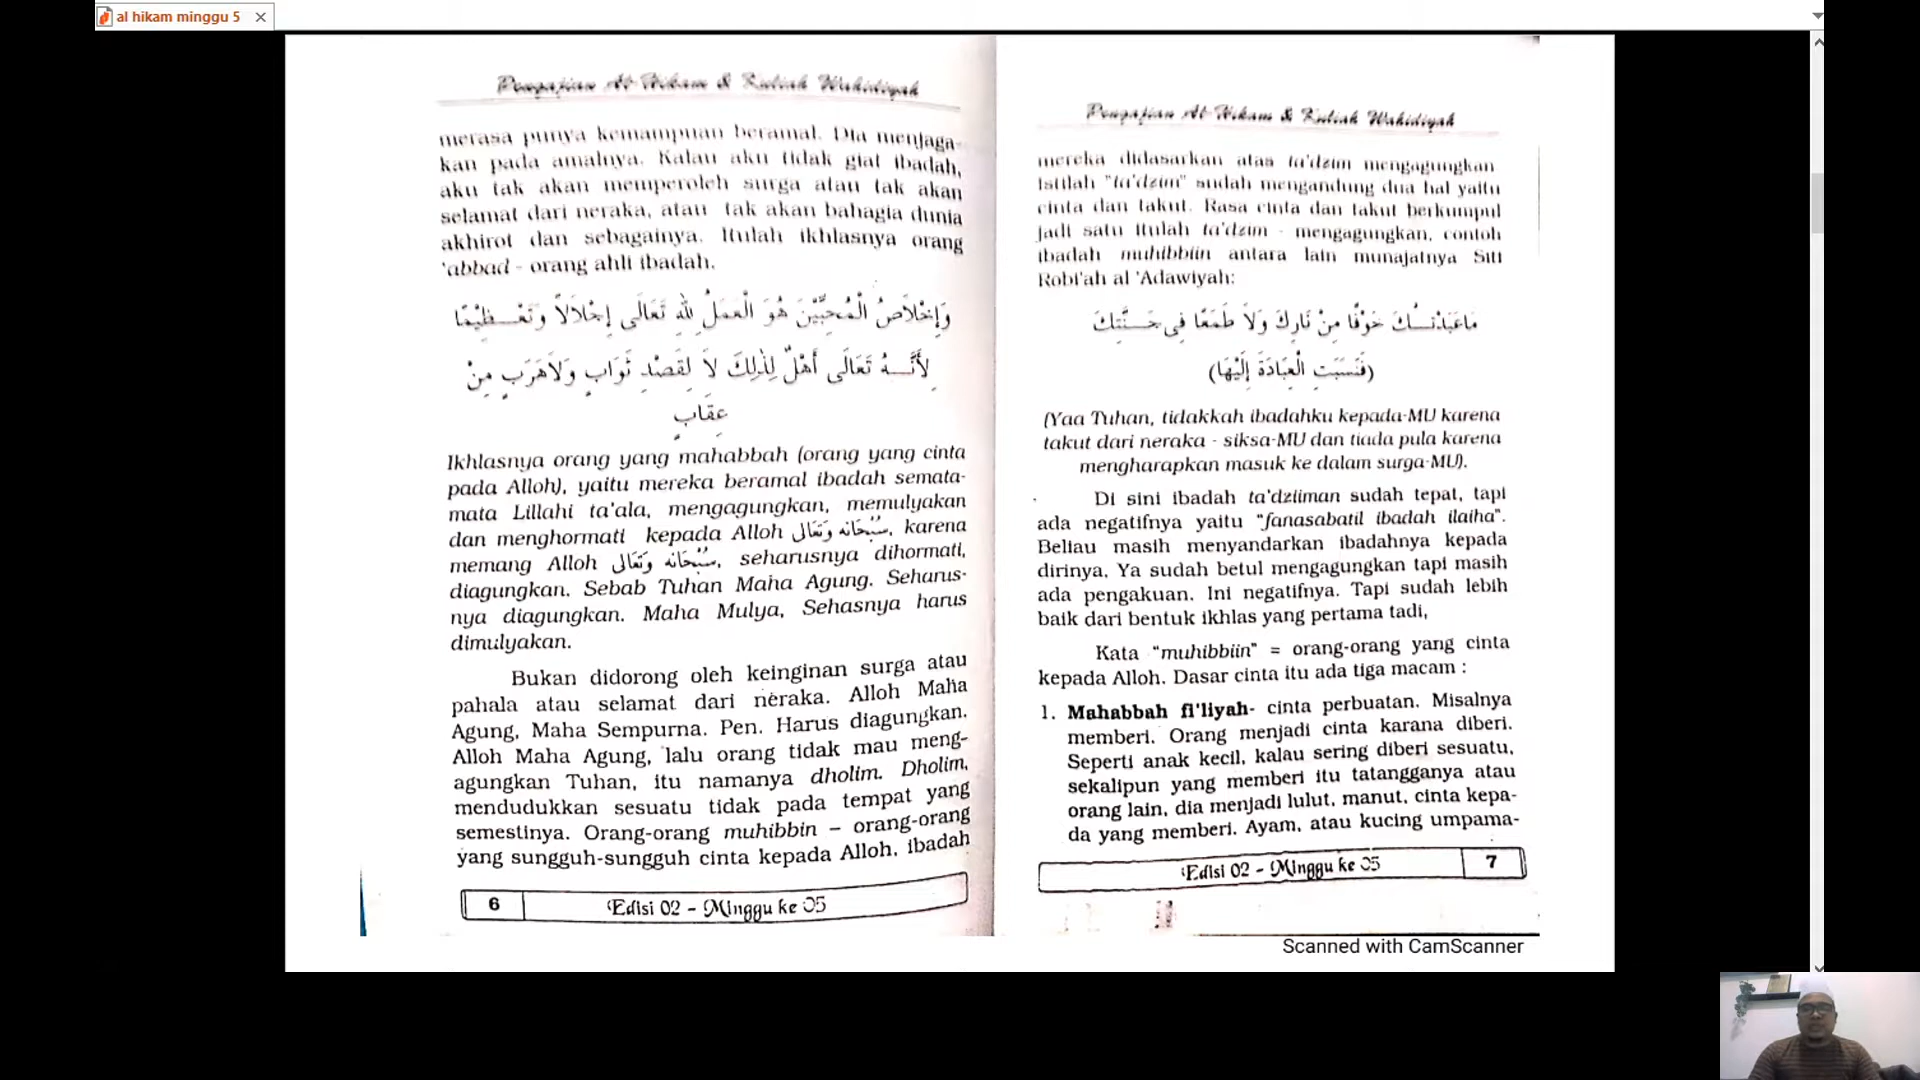 al hikam minggu 5
Pengajian Al-Hikam & Kuliah Wahidiyah
merasa punya kemampuan beramal. Dia menjaga-
kan pada amalnya. Kalau aku tidak giat ibadah,
aku tak akan memperoleh surga atau tak akan
selamat dari neraka, atau tak akan bahagia dunia
akhirot dan sebagainya. Itulah ikhlasnya orang
'abbad - orang ahli ibadah.
وَإِخْلَاصُ الْمُحِبِّيْنَ هُوَ الْعَمَلُ لِلّٰهِ تَعَالَى إِجْلَالاً وَتَعْظِيْمًا
لِأَنَّهُ تَعَالَى أَهْلٌ لِذٰلِكَ لاَ لِقَصْدِ ثَوَابٍ وَلاَهَرَبٍ مِنْ
عِقَابٍ
Ikhlasnya orang yang mahabbah (orang yang cinta
pada Alloh), yaitu mereka beramal ibadah semata-
mata Lillahi ta'ala, mengagungkan, memulyakan
dan menghormati kepada Alloh سُبْحَانَه وَتَعَالى, karena
memang Alloh سُبْحَانَه وَتَعَالى, seharusnya dihormati,
diagungkan. Sebab Tuhan Maha Agung. Seharus-
nya diagungkan. Maha Mulya, Sehasnya harus
dimulyakan.
Bukan didorong oleh keinginan surga atau
pahala atau selamat dari neraka. Alloh Maha
Agung, Maha Sempurna. Pen. Harus diagungkan.
Alloh Maha Agung, lalu orang tidak mau meng-
agungkan Tuhan, itu namanya dholim. Dholim,
mendudukkan sesuatu tidak pada tempat yang
semestinya. Orang-orang muhibbin – orang-orang
yang sungguh-sungguh cinta kepada Alloh, ibadah
6 Edisi 02 - Minggu ke 05
Pengajian Al-Hikam & Kuliah Wahidiyah
mereka didasarkan atas ta'dzim mengagungkan
Istilah "ta'dzim" sudah mengandung dua hal yaitu
cinta dan takut. Rasa cinta dan takut berkumpul
jadi satu itulah ta'dzim - mengagungkan, contoh
ibadah muhibbiin antara lain munajatnya Siti
Robi'ah al 'Adawiyah:
مَاعَبَدْتُكَ خَوْفًا مِنْ نَارِكَ وَلاَ طَمَعًا فِى جَنَّتِكَ
(فَنَسَبَتِ الْعِبَادَةَ إِلَيْهَا)
(Yaa Tuhan, tidakkah ibadahku kepada-MU karena
takut dari neraka - siksa-MU dan tiada pula karena
mengharapkan masuk ke dalam surga-MU).
Di sini ibadah ta'dziiman sudah tepat, tapi
ada negatifnya yaitu "fanasabatil ibadah ilaiha".
Beliau masih menyandarkan ibadahnya kepada
dirinya. Ya sudah betul mengagungkan tapi masih
ada pengakuan. Ini negatifnya. Tapi sudah lebih
baik dari bentuk ikhlas yang pertama tadi,
Kata "muhibbiin" = orang-orang yang cinta
kepada Alloh. Dasar cinta itu ada tiga macam :
1. Mahabbah fi'liyah- cinta perbuatan. Misalnya
memberi. Orang menjadi cinta karana diberi.
Seperti anak kecil, kalau sering diberi sesuatu,
sekalipun yang memberi itu tatangganya atau
orang lain, dia menjadi lulut, manut, cinta kepa-
da yang memberi. Ayam, atau kucing umpama-
Edisi 02 - Minggu ke 05 7
Scanned with CamScanner